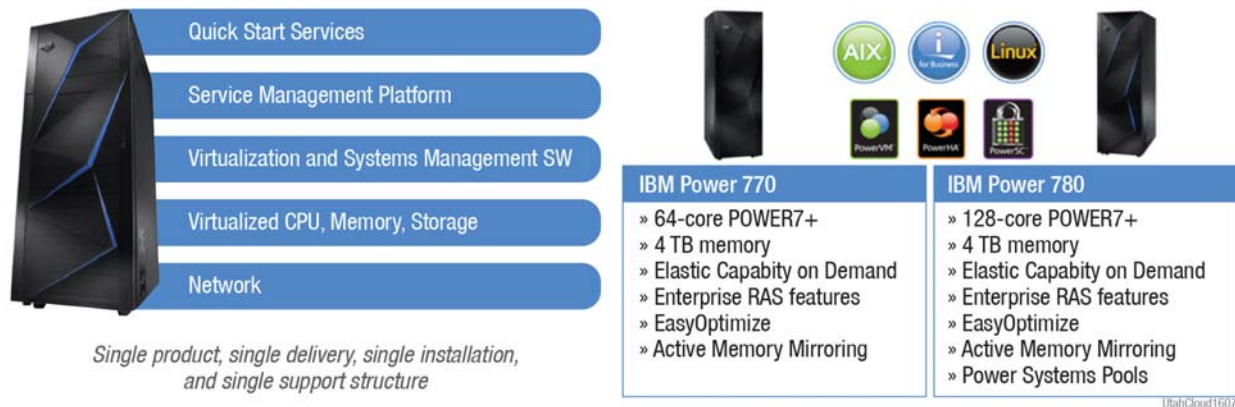 Quick Start Services
Service Management Platform
Virtualization and Systems Management SW
Virtualized CPU, Memory, Storage
Network
Single product, single delivery, single installation,
and single support structure
AIX
i
for Business
Linux
PowerVM
PowerHA
PowerSC
IBM Power 770
» 64-core POWER7+
» 4 TB memory
» Elastic Capabity on Demand
» Enterprise RAS features
» EasyOptimize
» Active Memory Mirroring
IBM Power 780
» 128-core POWER7+
» 4 TB memory
» Elastic Capabity on Demand
» Enterprise RAS features
» EasyOptimize
» Active Memory Mirroring
» Power Systems Pools
UtahCloud1607